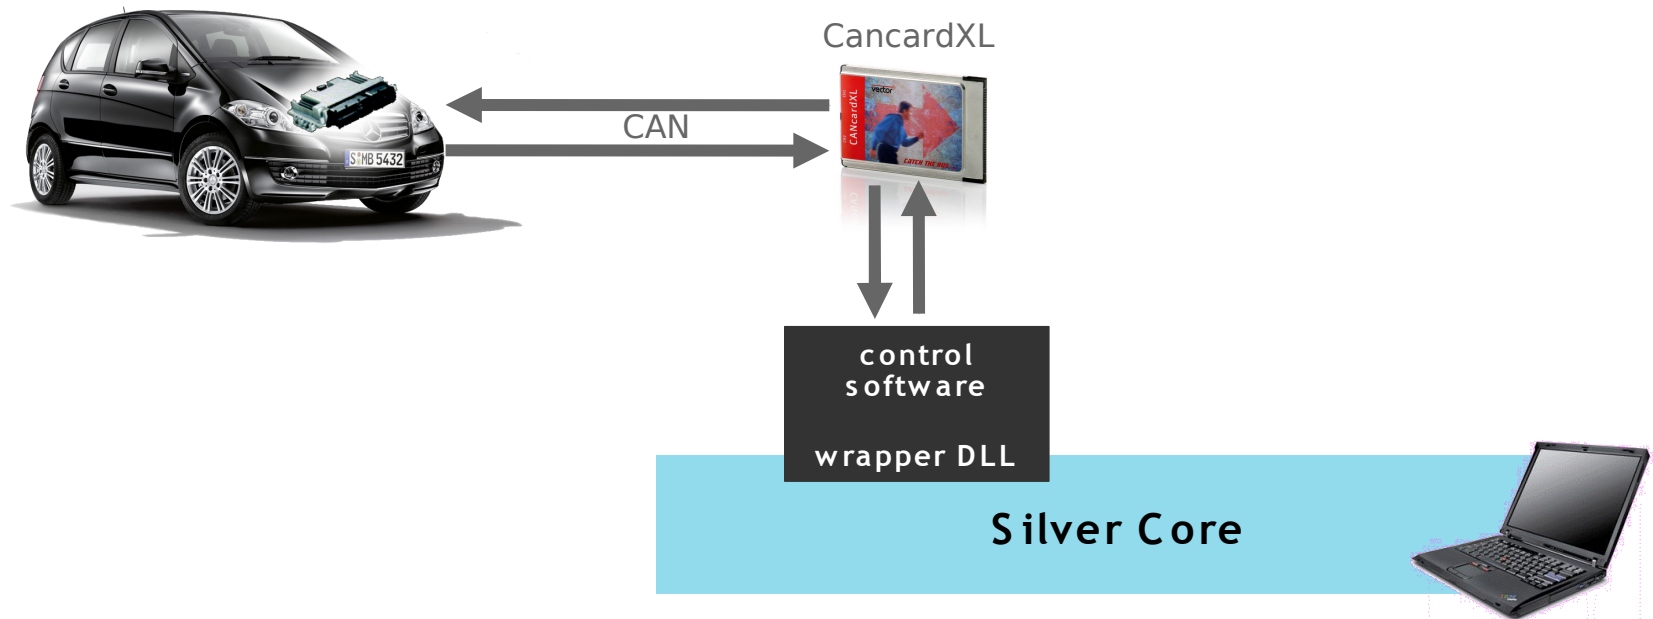 CancardXL
vector
CANcardXL
CATCH THE BUS
CAN
S MB 5432
control
software
wrapper DLL
Silver Core